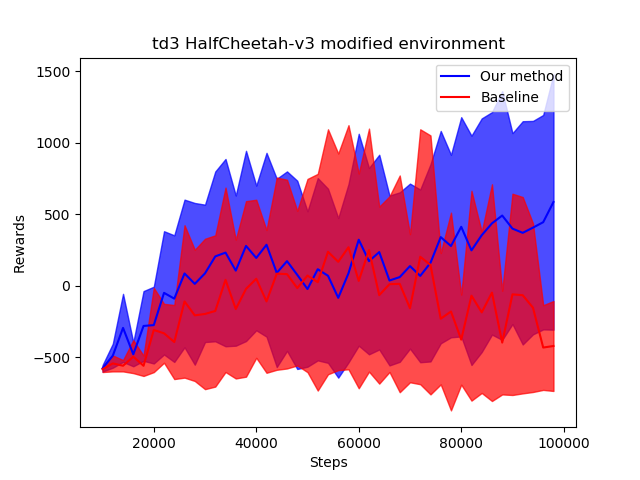 td3 HalfCheetah-v3 modified environment
Our method
Baseline
1500
1000
500
0
−500
Rewards
20000 40000 60000 80000 100000
Steps